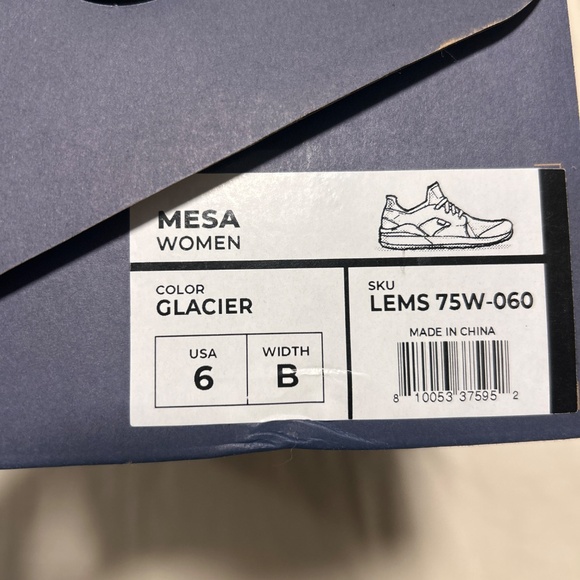 MESA
WOMEN
COLOR
GLACIER
USA
6
WIDTH
B
SKU
LEMS 75W-060
MADE IN CHINA
8 10053 37595 2